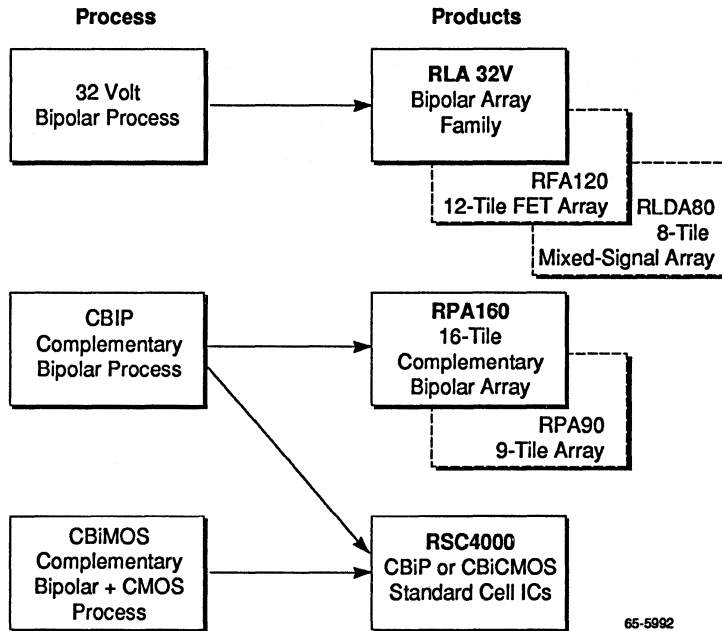 Process
Products
32 Volt
Bipolar Process
RLA 32V
Bipolar Array
Family
RFA120
12-Tile FET Array
RLDA80
8-Tile
Mixed-Signal Array
CBIP
Complementary
Bipolar Process
RPA160
16-Tile
Complementary
Bipolar Array
RPA90
9-Tile Array
CBiMOS
Complementary
Bipolar + CMOS
Process
RSC4000
CBiP or CBiCMOS
Standard Cell ICs
65-5992